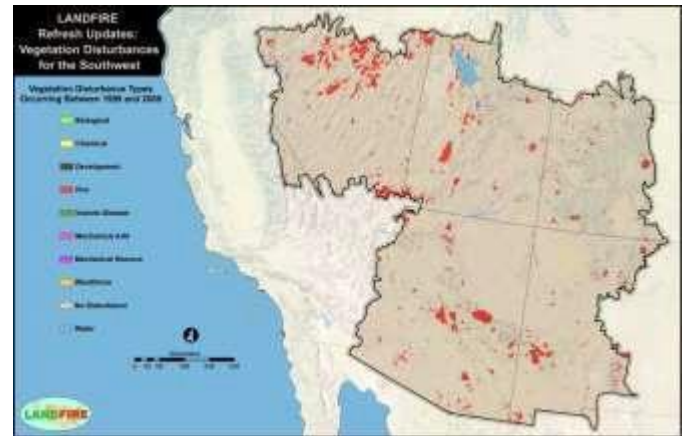 LANDFIRE
Refresh Updates:
Vegetation Disturbances
for the Southwest
Vegetation Disturbance Types
Occurring Between 1999 and 2008
Biological
Chemical
Development
Fire
Insects-Disease
Mechanical Add
Mechanical Remove
Weather
No Disturbance
Water
LANDFIRE